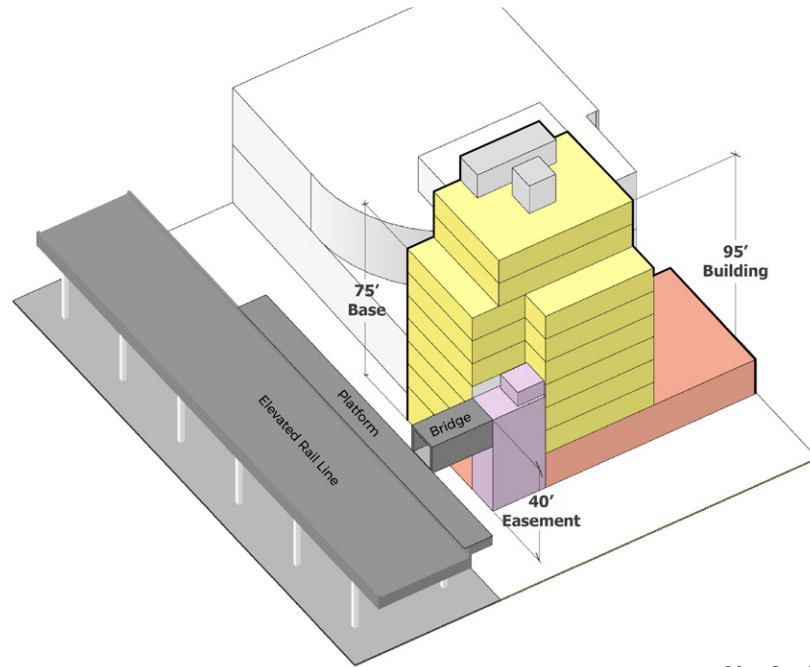 75’
Base
95’
Building
Platform
Elevated Rail Line
Bridge
40’
Easement